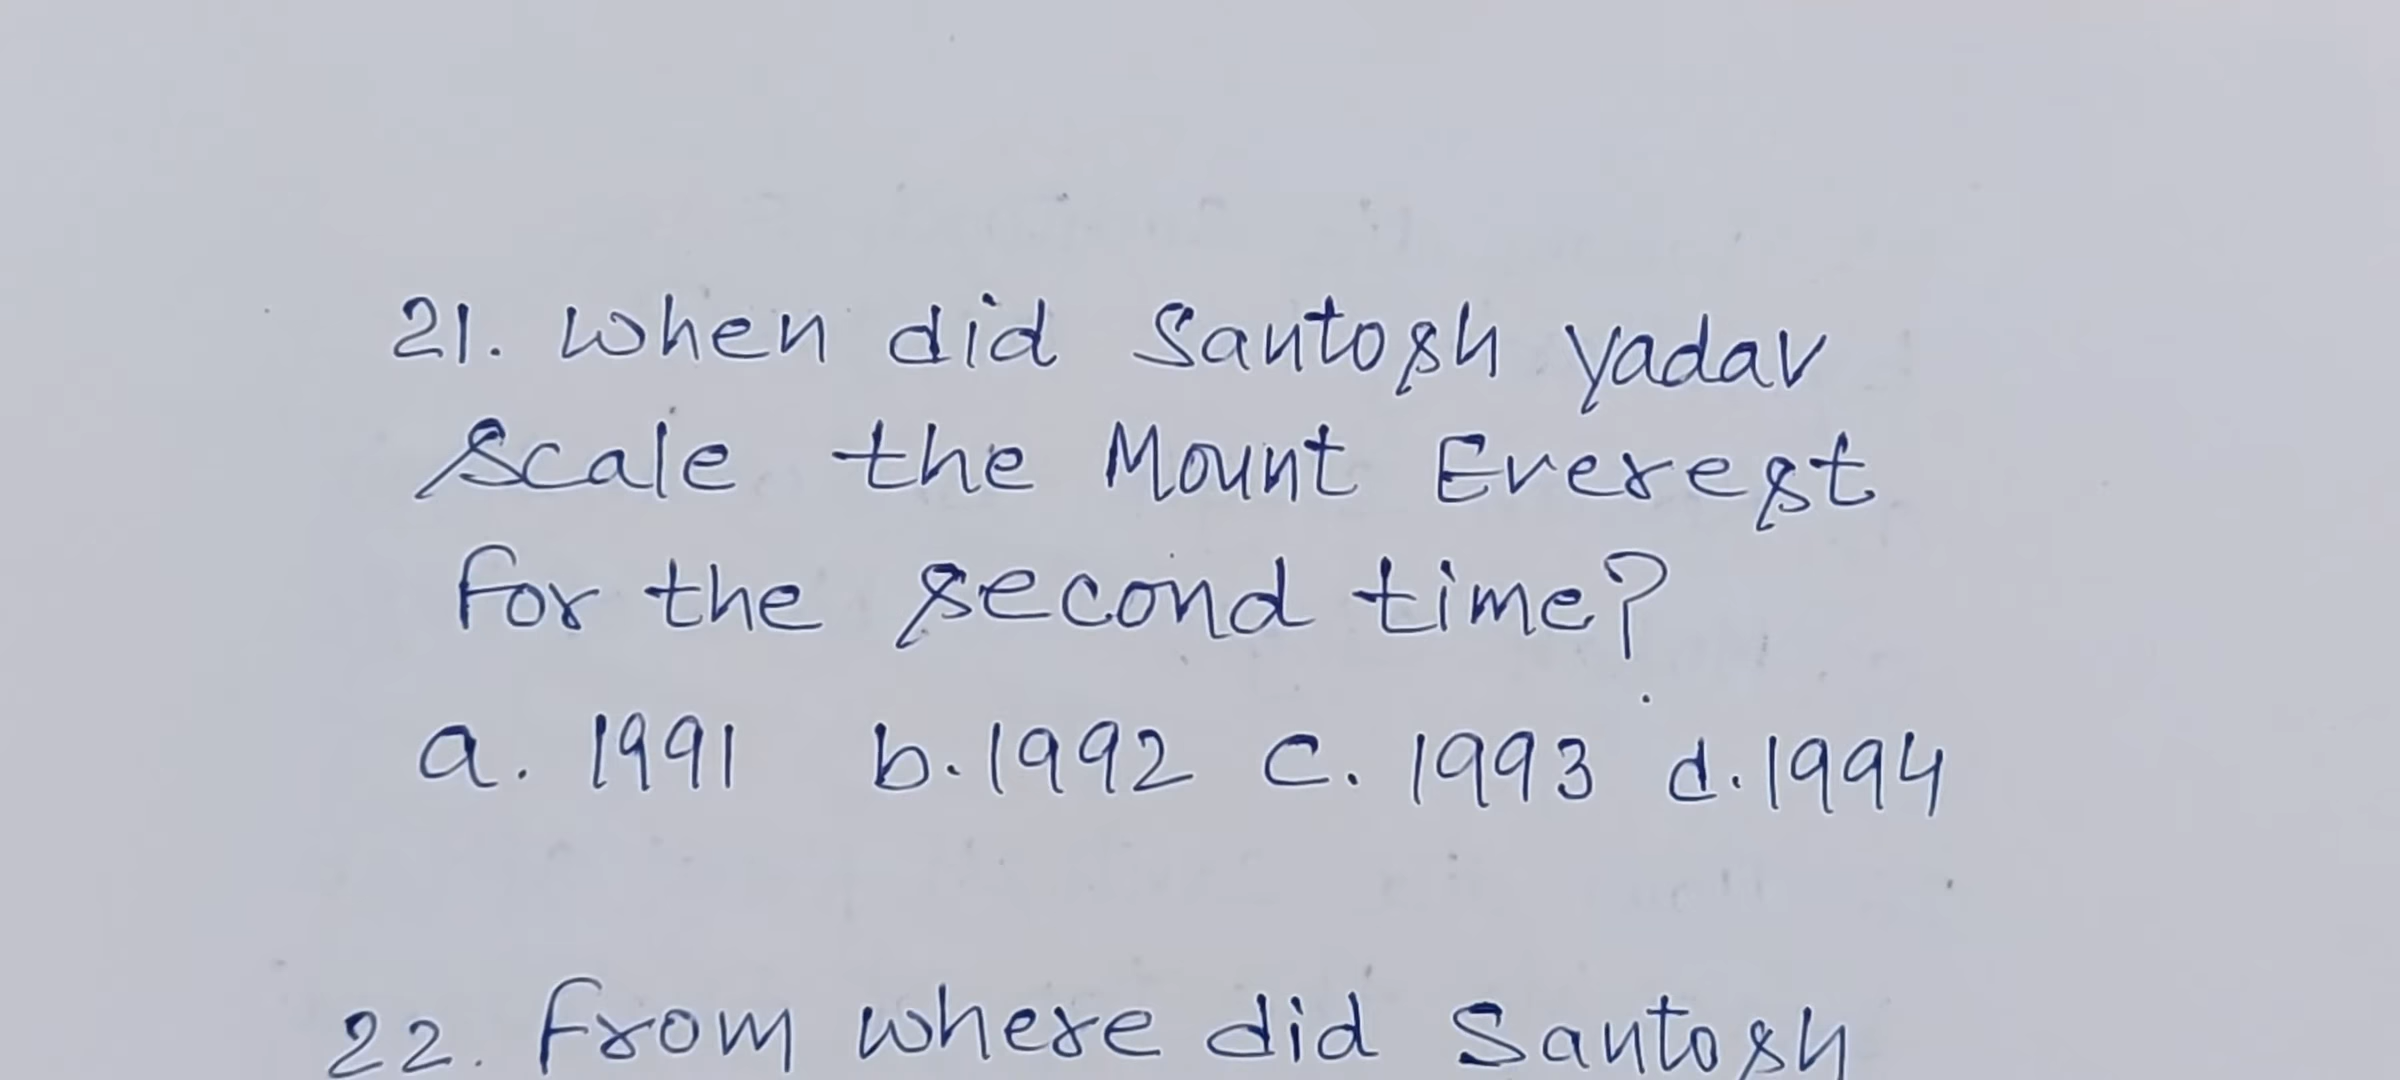 21. When did Santosh yadav
Scale the Mount Everest
for the second time?
a. 1991 b. 1992 c. 1993 d. 1994
22. From where did Santosh